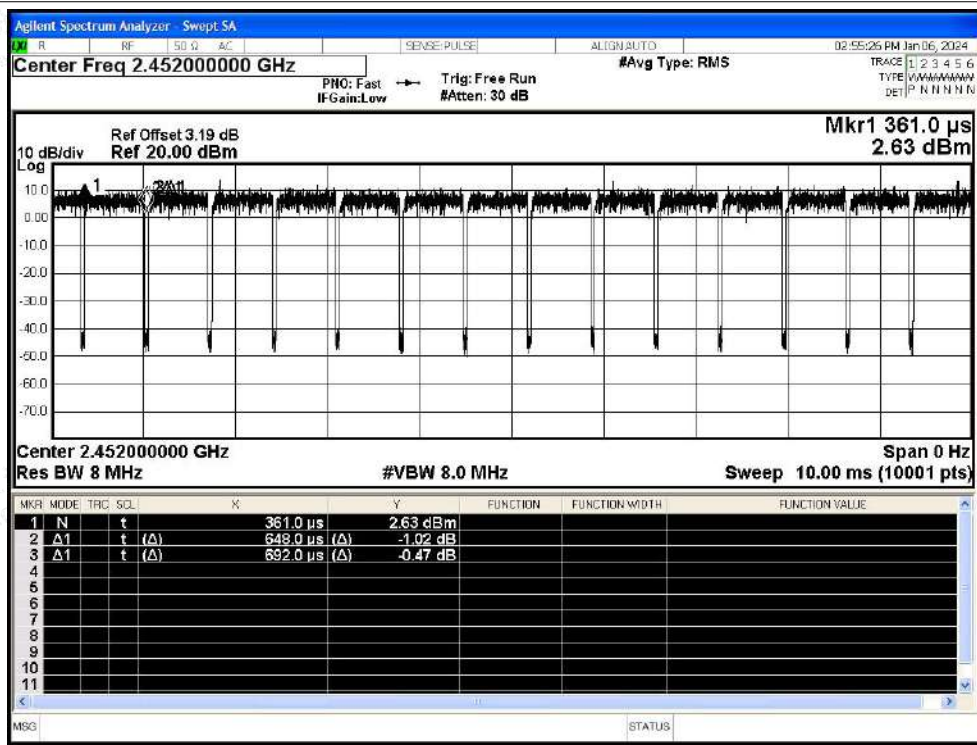 Agilent Spectrum Analyzer - Swept SA
LXI R RF 50 Ω AC SENSE:PULSE ALIGN AUTO 02:55:26 PM Jan 06, 2024
Center Freq 2.452000000 GHz #Avg Type: RMS TRACE 1 2 3 4 5 6
PNO: Fast Trig: Free Run TYPE
IFGain:Low #Atten: 30 dB DET P N N N N N
Mkr1 361.0 µs
Ref Offset 3.19 dB
10 dB/div Ref 20.00 dBm 2.63 dBm
Log
10.0
0.00
-10.0
-20.0
-30.0
-40.0
-50.0
-60.0
-70.0
1
Center 2.452000000 GHz Span 0 Hz
Res BW 8 MHz #VBW 8.0 MHz Sweep 10.00 ms (10001 pts)
MKR MODE TRC SCL X Y FUNCTION FUNCTION WIDTH FUNCTION VALUE
1 N t 361.0 µs 2.63 dBm
2 Δ1 t (Δ) 648.0 µs (Δ) -1.02 dB
3 Δ1 t (Δ) 692.0 µs (Δ) -0.47 dB
4
5
6
7
8
9
10
11
MSG STATUS